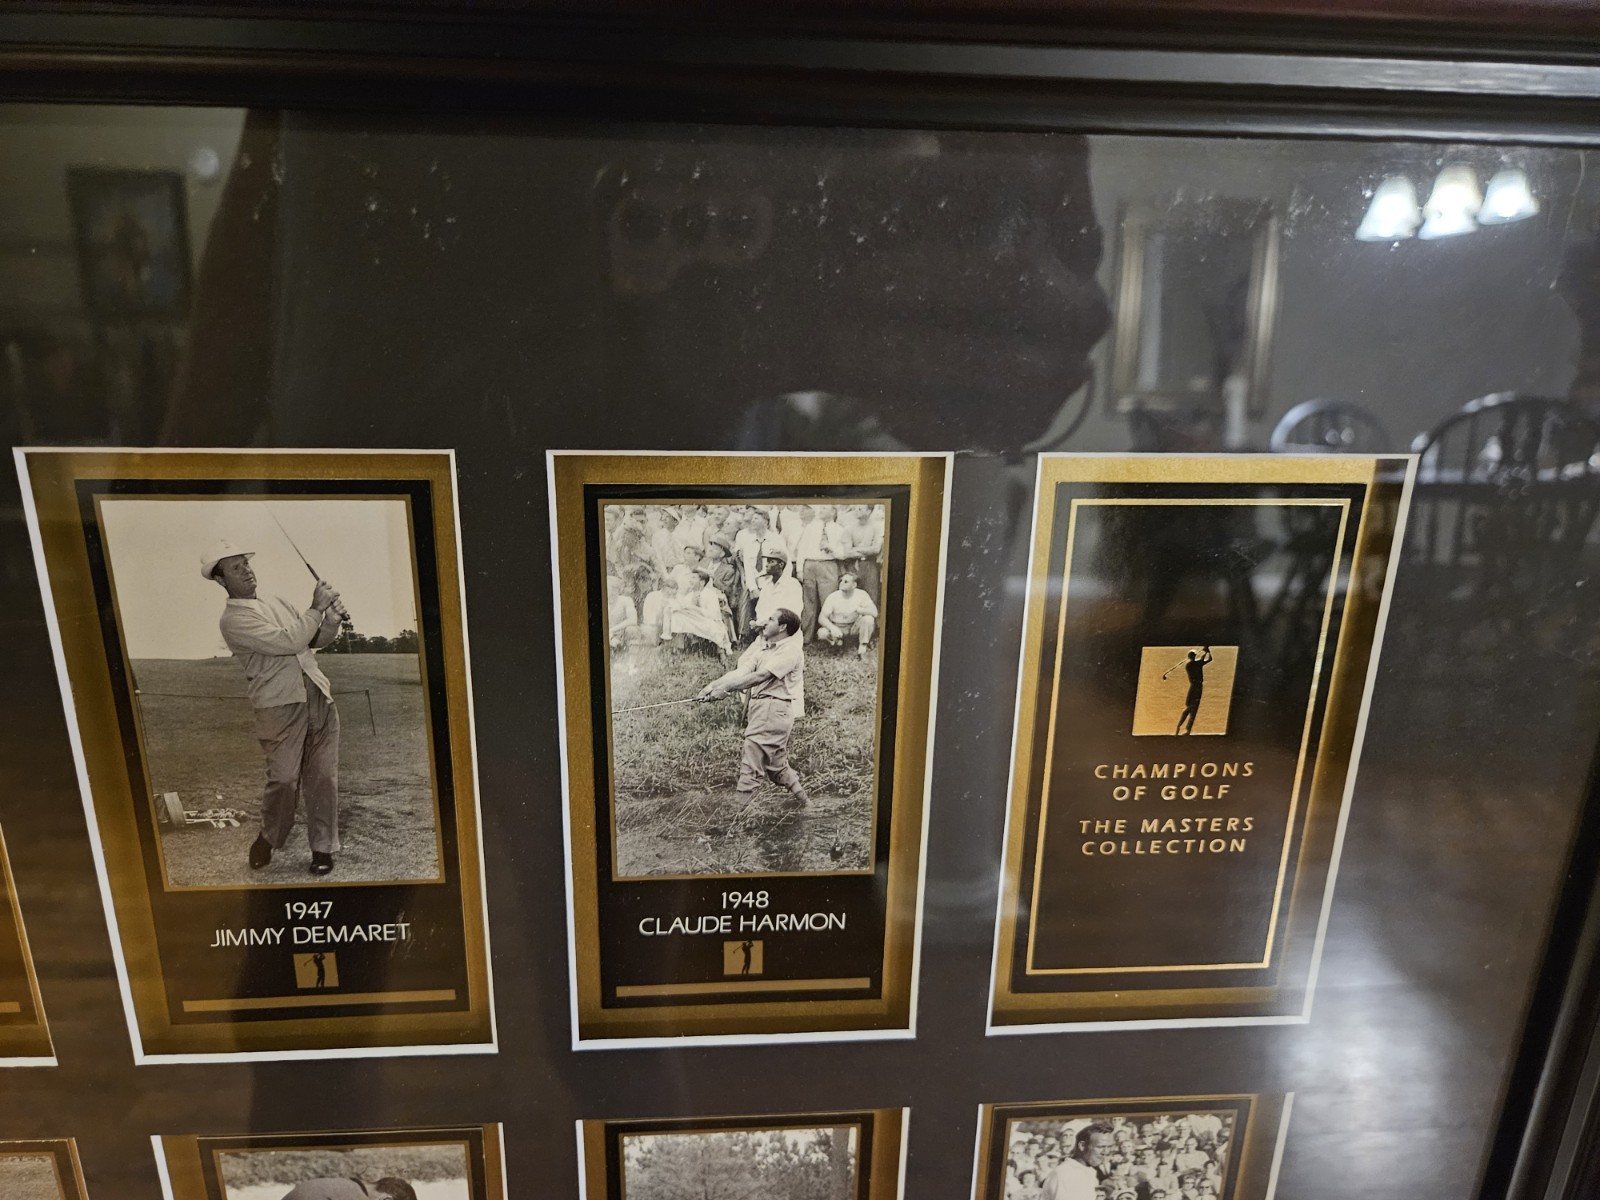 1947
JIMMY DEMARET
1948
CLAUDE HARMON
CHAMPIONS
OF GOLF
THE MASTERS
COLLECTION